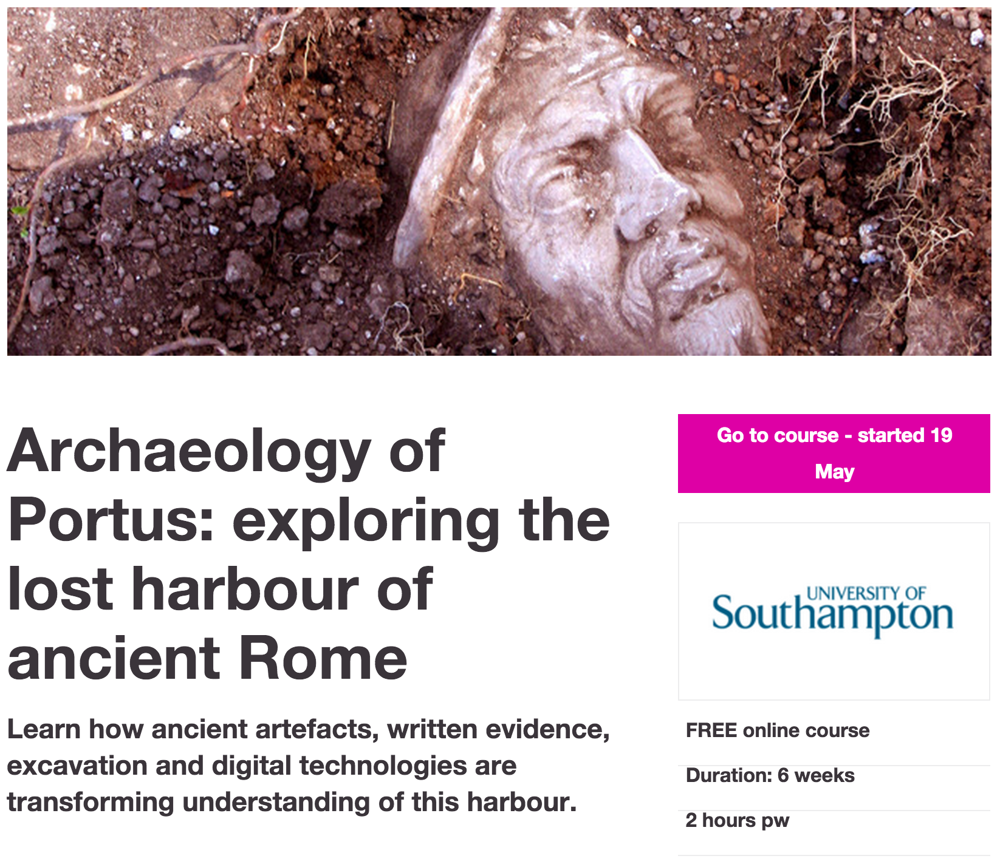 Archaeology of
Portus: exploring the
lost harbour of
ancient Rome
Learn how ancient artefacts, written evidence,
excavation and digital technologies are
transforming understanding of this harbour.
Go to course - started 19
May
UNIVERSITY OF
Southampton
FREE online course
Duration: 6 weeks
2 hours pw